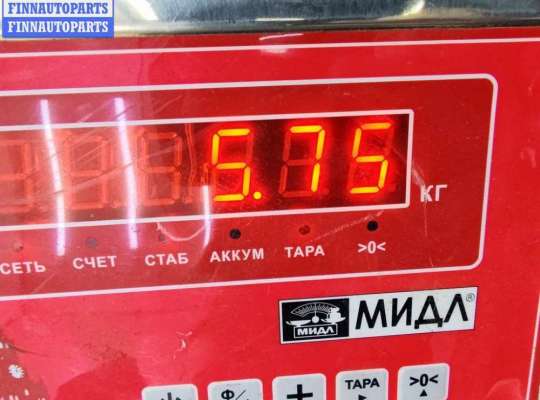 FINNAUTOPARTS
FINNAUTOPARTS
5.75
КГ
СЕТЬ СЧЕТ СТАБ АККУМ ТАРА >0<
МИДЛ МИДЛ®
Ф/ + ТАРА >0<